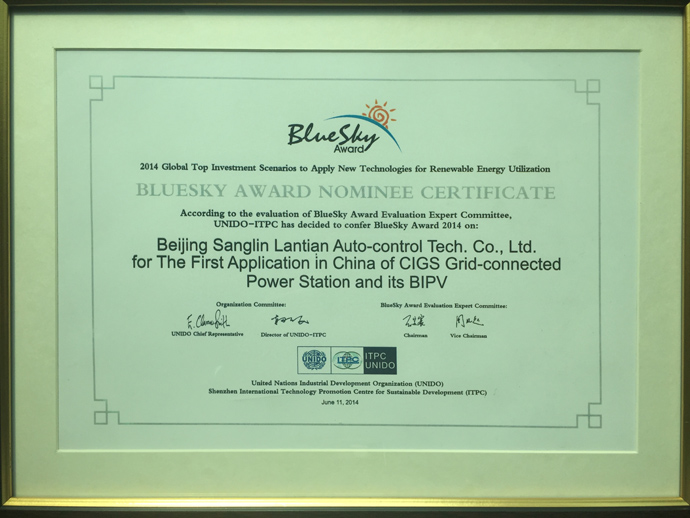 BlueSky
Award
2014 Global Top Investment Scenarios to Apply New Technologies for Renewable Energy Utilization
BLUESKY AWARD NOMINEE CERTIFICATE
According to the evaluation of BlueSky Award Evaluation Expert Committee,
UNIDO-ITPC has decided to confer BlueSky Award 2014 on:
Beijing Sanglin Lantian Auto-control Tech. Co., Ltd.
for The First Application in China of CIGS Grid-connected
Power Station and its BIPV
Organization Committee: BlueSky Award Evaluation Expert Committee:
UNIDO Chief Representative Director of UNIDO-ITPC Chairman Vice Chairman
UNIDO ITPC ITPC
UNIDO
United Nations Industrial Development Organization (UNIDO)
Shenzhen International Technology Promotion Centre for Sustainable Development (ITPC)
June 11, 2014